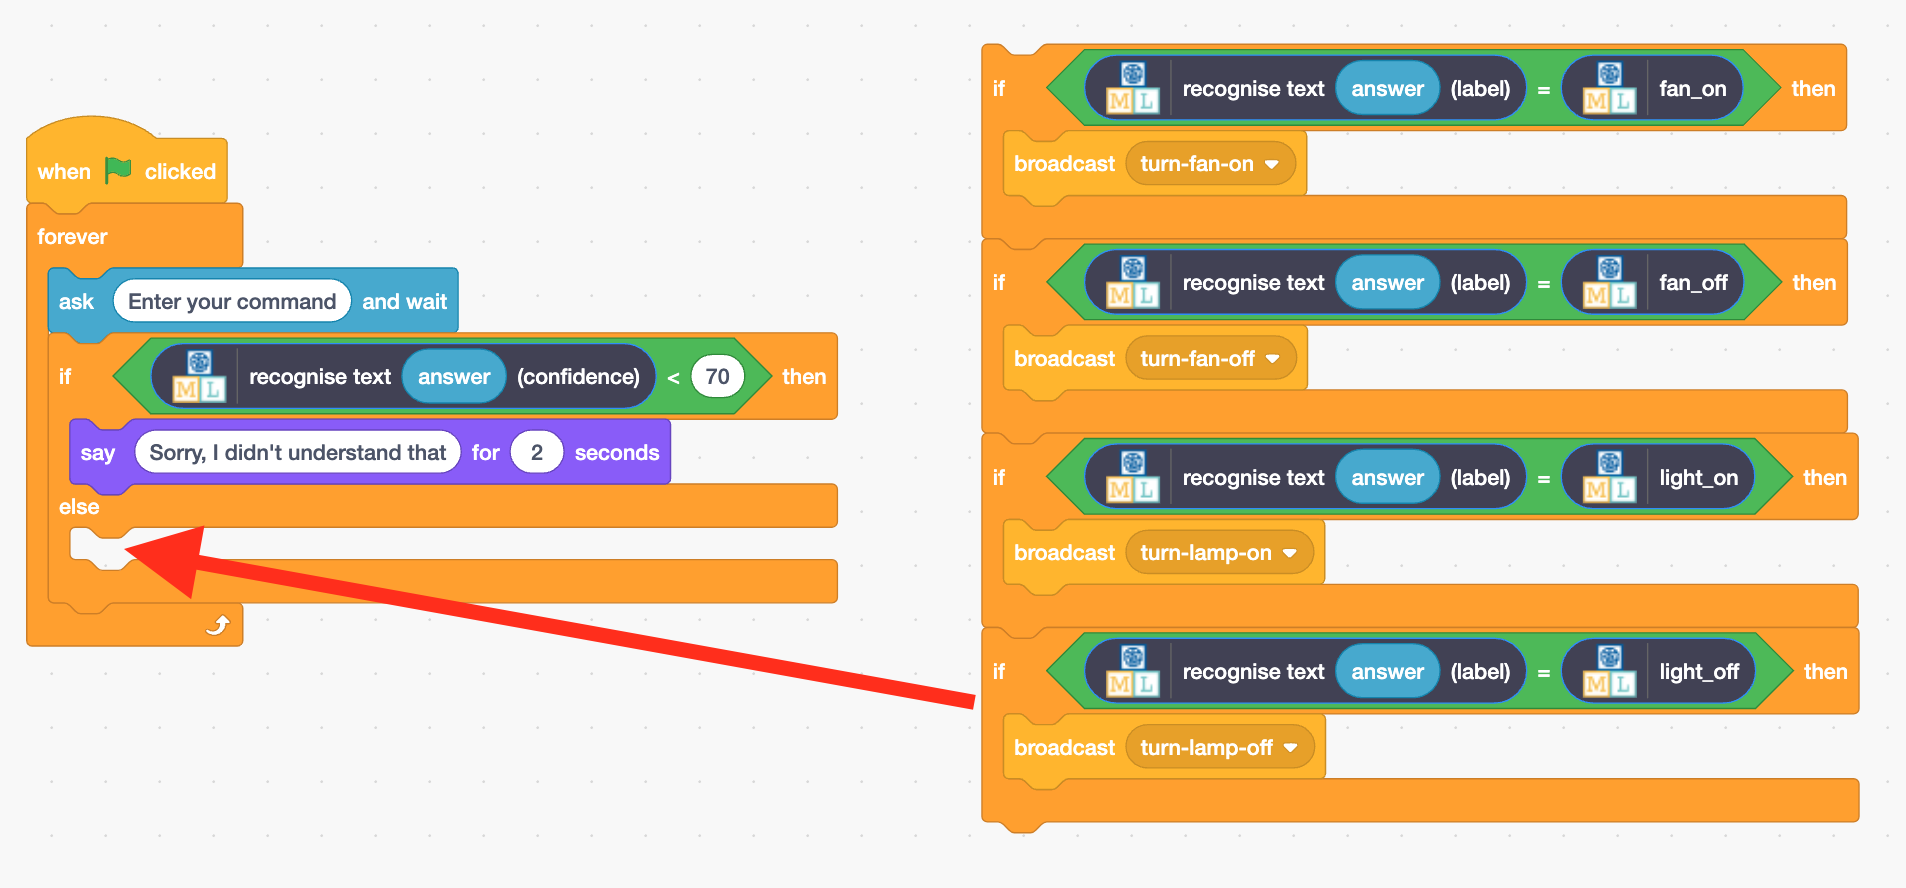 when clicked
forever
ask Enter your command and wait
if ML recognise text answer (confidence) < 70 then
say Sorry, I didn't understand that for 2 seconds
else
if ML recognise text answer (label) = ML fan_on then
broadcast turn-fan-on
if ML recognise text answer (label) = ML fan_off then
broadcast turn-fan-off
if ML recognise text answer (label) = ML light_on then
broadcast turn-lamp-on
if ML recognise text answer (label) = ML light_off then
broadcast turn-lamp-off